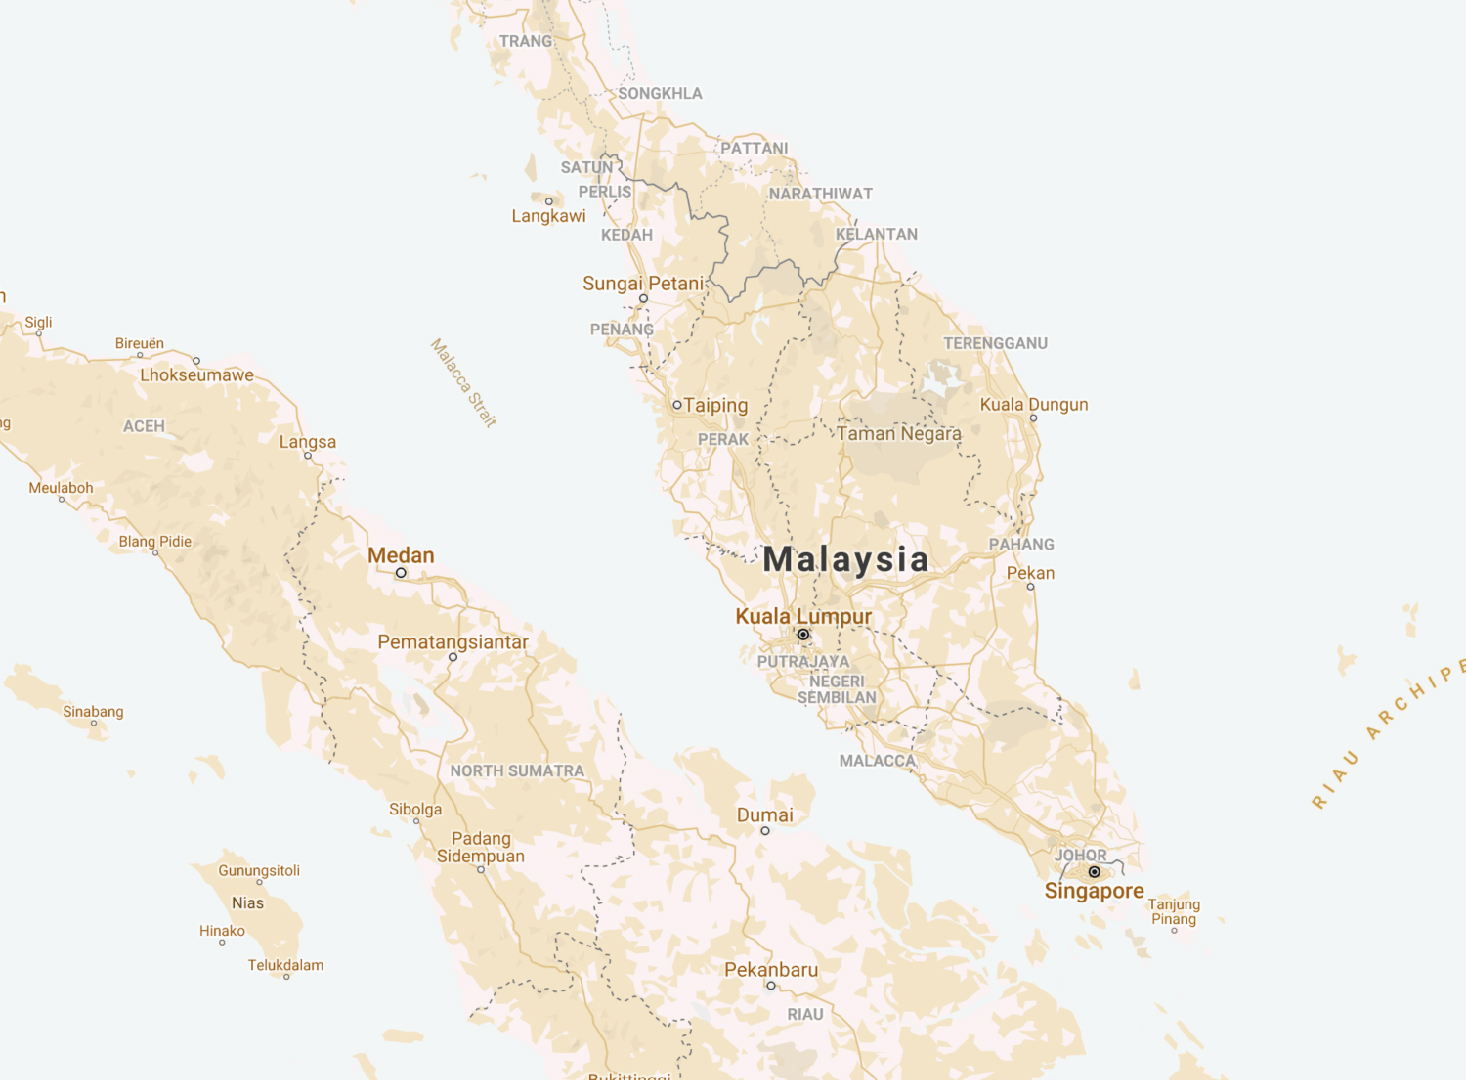 TRANG
SONGKHLA
PATTANI
SATUN
PERLIS
NARATHIWAT
Langkawi
KEDAH
KELANTAN
Sungai Petani
Sigli
PENANG
Bireuén
TERENGGANU
Malacca Strait
Lhokseumawe
Taiping
Kuala Dungun
ACEH
Langsa
PERAK
Taman Negara
Meulaboh
Blang Pidie
Medan
Malaysia
PAHANG
Pekan
Kuala Lumpur
Pematangsiantar
PUTRAJAYA
NEGERI
SEMBILAN
Sinabang
RIAU ARCHIPE
MALACCA
NORTH SUMATRA
Sibolga
Dumai
Padang
Sidempuan
JOHOR
Gunungsitoli
Singapore
Nias
Tanjung
Pinang
Hinako
Telukdalam
Pekanbaru
RIAU
Bukittinggi